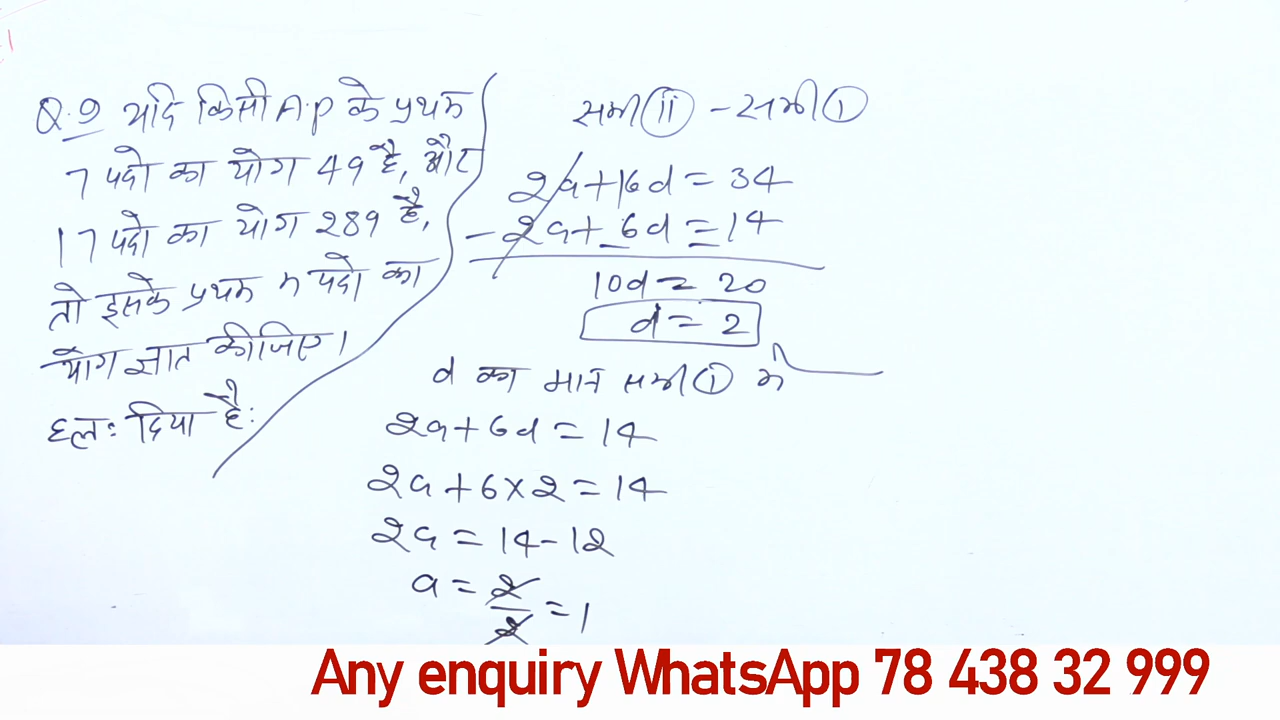 Q.9 यदि किसी A.P के प्रथम
7 पदो का योग 49 है, और
17 पदो का योग 289 है,
तो इसके प्रथम n पदो का
योग ज्ञात कीजिए।
हल: दिया है:
समी (ii) - समी (i)
2a+16d = 34
- 2a+ 6d = 14
10d = 20
d = 2
d का मान समी (i) में
2a+6d = 14
2a+6×2 = 14
2a = 14-12
a = 2/2 = 1
Any enquiry WhatsApp 78 438 32 999